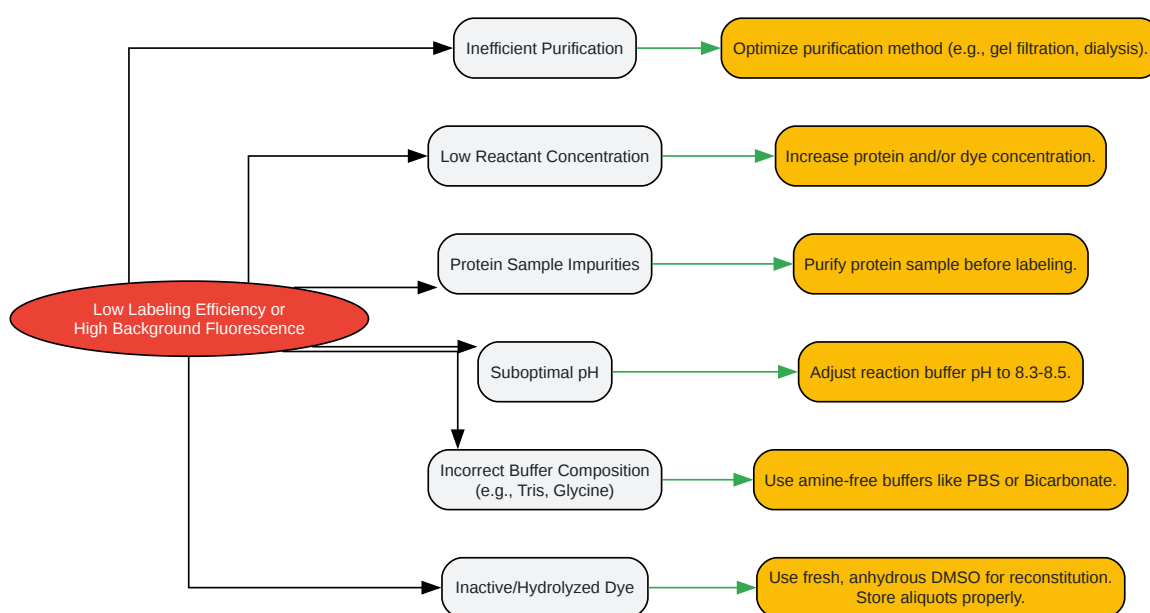 Inefficient Purification
Optimize purification method (e.g., gel filtration, dialysis).
Low Reactant Concentration
Increase protein and/or dye concentration.
Protein Sample Impurities
Purify protein sample before labeling.
Low Labeling Efficiency or
High Background Fluorescence
Suboptimal pH
Adjust reaction buffer pH to 8.3-8.5.
Incorrect Buffer Composition
(e.g., Tris, Glycine)
Use amine-free buffers like PBS or Bicarbonate.
Inactive/Hydrolyzed Dye
Use fresh, anhydrous DMSO for reconstitution.
Store aliquots properly.